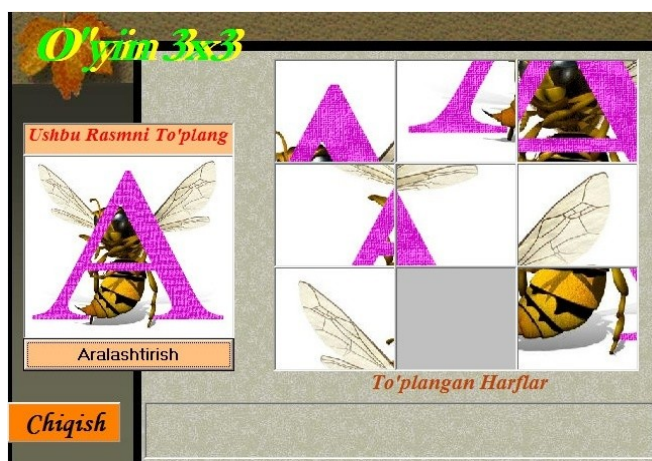 O'yin 3x3
Ushbu Rasmni To'plang
Aralashtirish
To'plangan Harflar
Chiqish